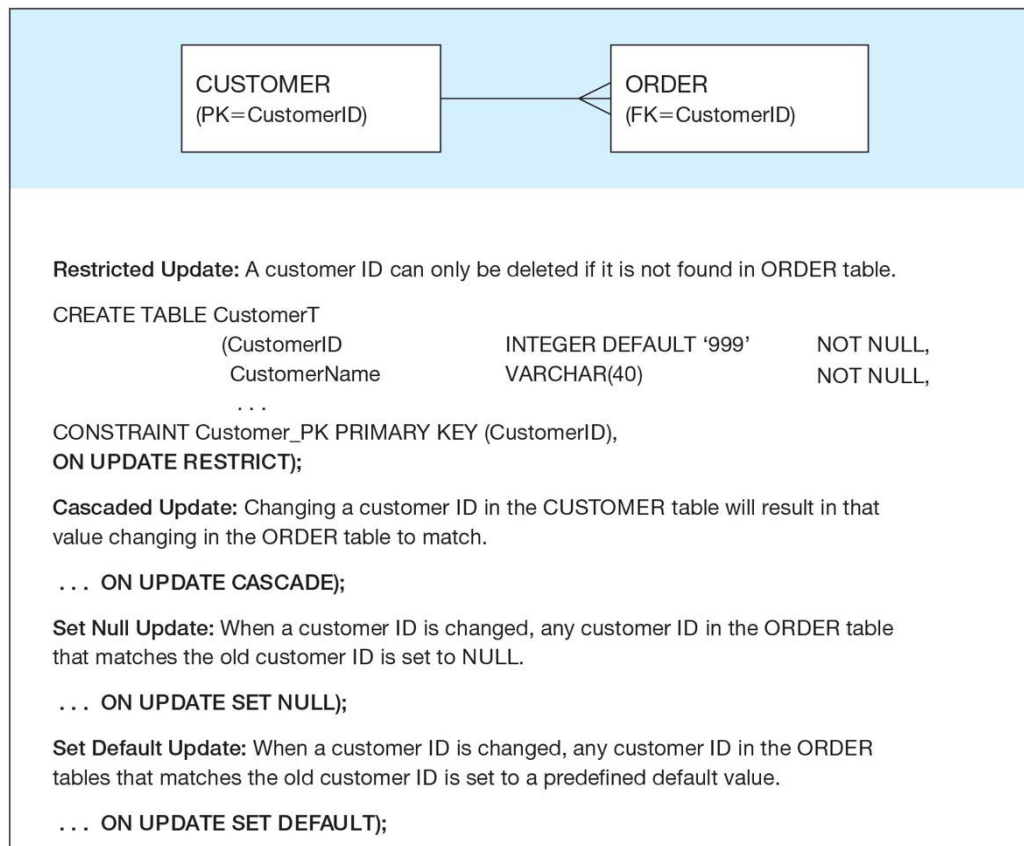 CUSTOMER
(PK=CustomerID)
ORDER
(FK=CustomerID)
Restricted Update: A customer ID can only be deleted if it is not found in ORDER table.
CREATE TABLE CustomerT
(CustomerID INTEGER DEFAULT ‘999’ NOT NULL,
CustomerName VARCHAR(40) NOT NULL,
. . .
CONSTRAINT Customer_PK PRIMARY KEY (CustomerID),
ON UPDATE RESTRICT);
Cascaded Update: Changing a customer ID in the CUSTOMER table will result in that
value changing in the ORDER table to match.
. . . ON UPDATE CASCADE);
Set Null Update: When a customer ID is changed, any customer ID in the ORDER table
that matches the old customer ID is set to NULL.
. . . ON UPDATE SET NULL);
Set Default Update: When a customer ID is changed, any customer ID in the ORDER
tables that matches the old customer ID is set to a predefined default value.
. . . ON UPDATE SET DEFAULT);